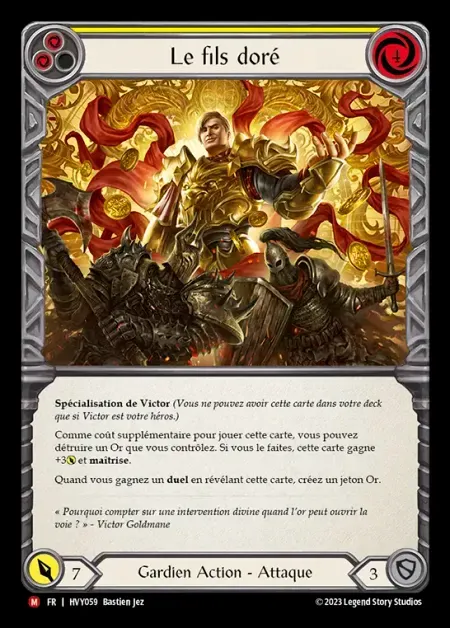 Le fils doré
4
Spécialisation de Victor (Vous ne pouvez avoir cette carte dans votre deck
que si Victor est votre héros.)
Comme coût supplémentaire pour jouer cette carte, vous pouvez
détruire un Or que vous contrôlez. Si vous le faites, cette carte gagne
+3 et maîtrise.
Quand vous gagnez un duel en révélant cette carte, créez un jeton Or.
« Pourquoi compter sur une intervention divine quand l'or peut ouvrir la
voie ? » - Victor Goldmane
7 Gardien Action - Attaque 3
M FR | HVY059 Bastien Jez © 2023 Legend Story Studios